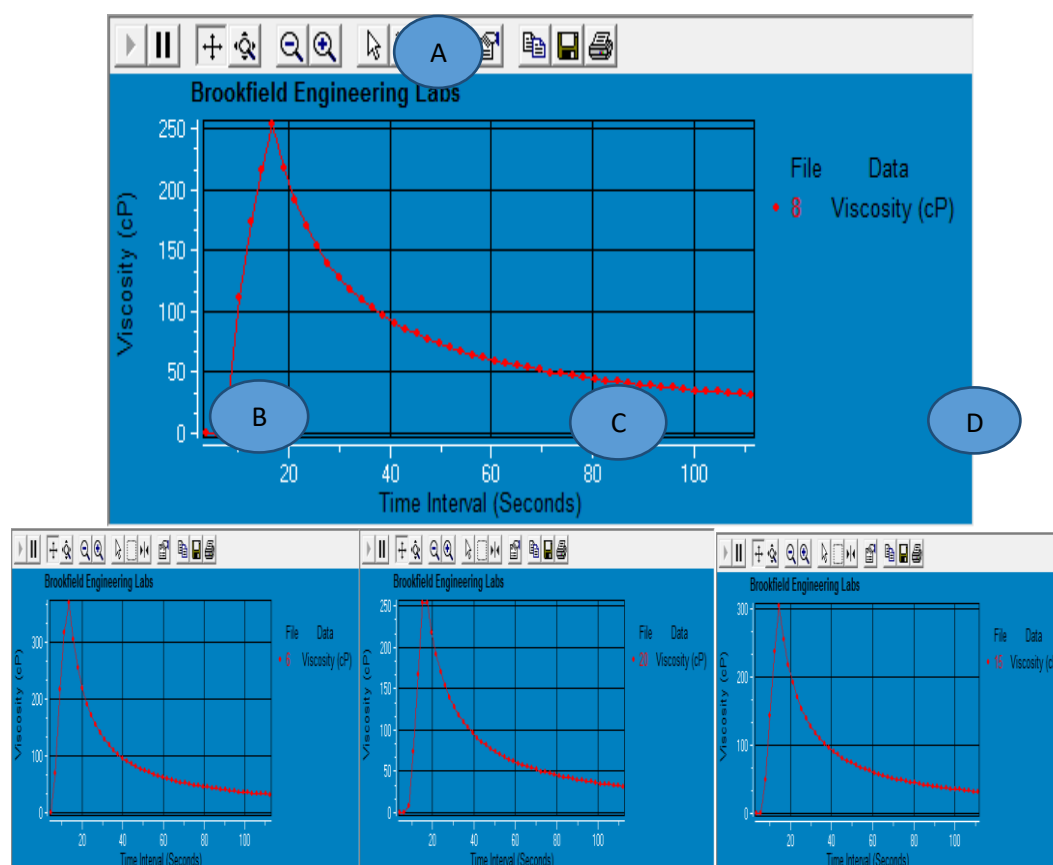 A
Brookfield Engineering Labs
250
200
150
100
50
0
Viscosity (cP)
File Data
8 Viscosity (cP)
B
C
D
20 40 60 80 100
Time Interval (Seconds)
Brookfield Engineering Labs
300
200
100
0
Viscosity (cP)
File Data
6 Viscosity (cP)
20 40 60 80 100
Time Interval (Seconds)
Brookfield Engineering Labs
250
200
150
100
50
0
Viscosity (cP)
File Data
20 Viscosity (cP)
20 40 60 80 100
Time Interval (Seconds)
Brookfield Engineering Labs
300
200
100
0
Viscosity (cP)
File Data
15 Viscosity (cP
20 40 60 80 100
Time Interval (Seconds)